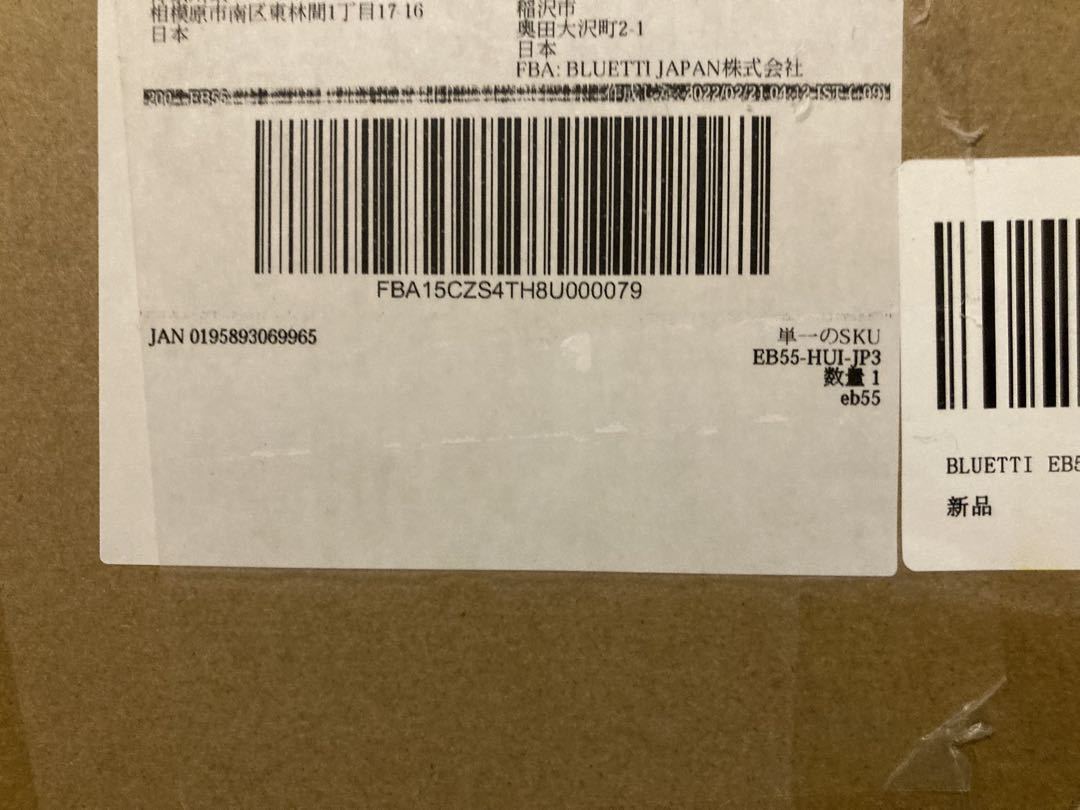 相模原市南区東林間1丁目17-16
日本
稲沢市
奥田大沢町2-1
日本
FBA: BLUETTI JAPAN株式会社
FBA15CZS4TH8U000079
JAN 0195893069965
単一のSKU
EB55-HUI-JP3
数量 1
eb55
BLUETTI EB5
新品